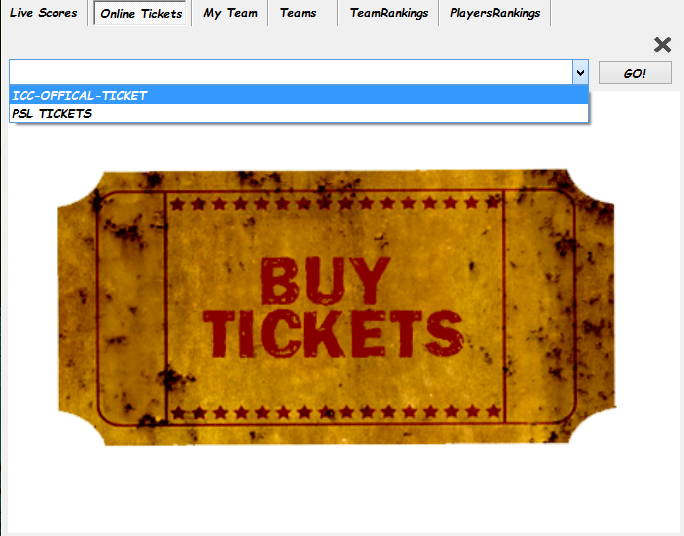 Live Scores Online Tickets My Team Teams TeamRankings PlayersRankings
GO!
ICC-OFFICAL-TICKET
PSL TICKETS
BUY
TICKETS